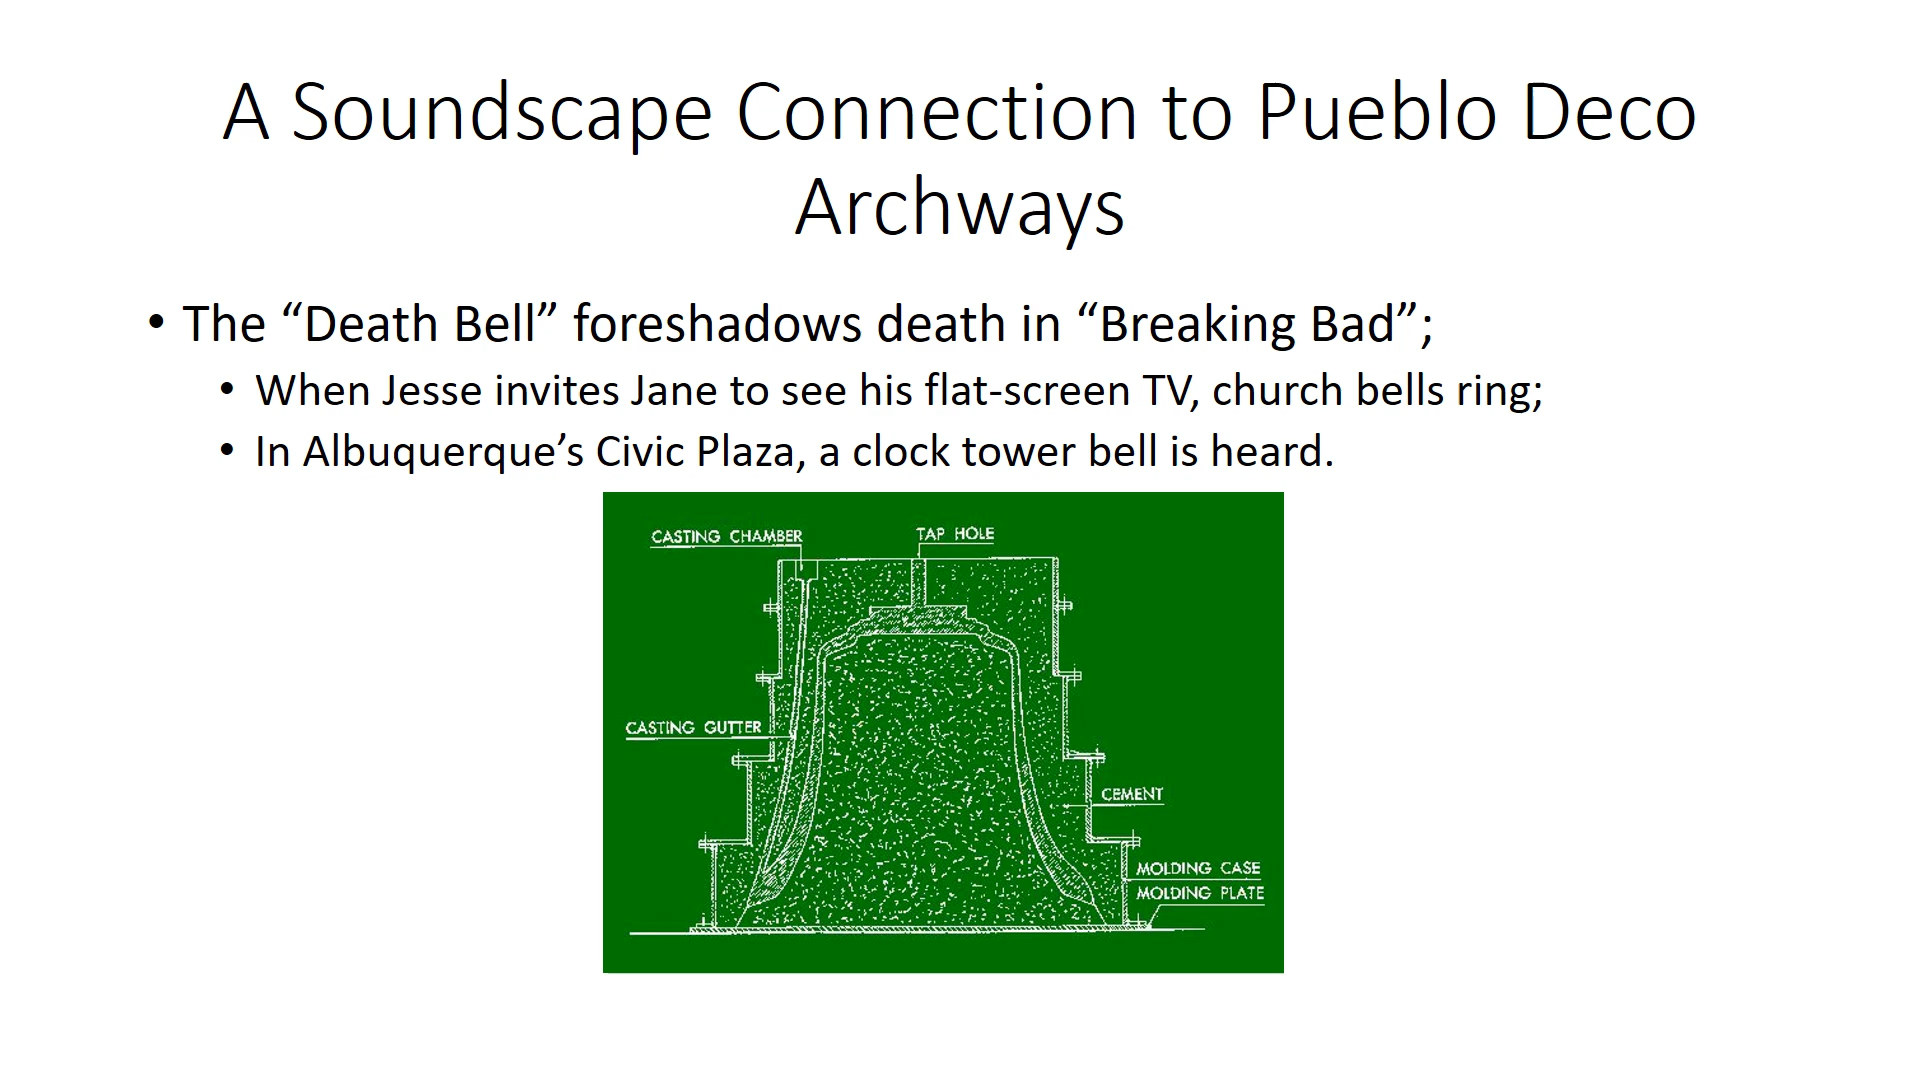 A Soundscape Connection to Pueblo Deco
Archways
• The “Death Bell” foreshadows death in “Breaking Bad”;
• When Jesse invites Jane to see his flat-screen TV, church bells ring;
• In Albuquerque’s Civic Plaza, a clock tower bell is heard.
CASTING CHAMBER
TAP HOLE
CASTING GUTTER
CEMENT
MOLDING CASE
MOLDING PLATE